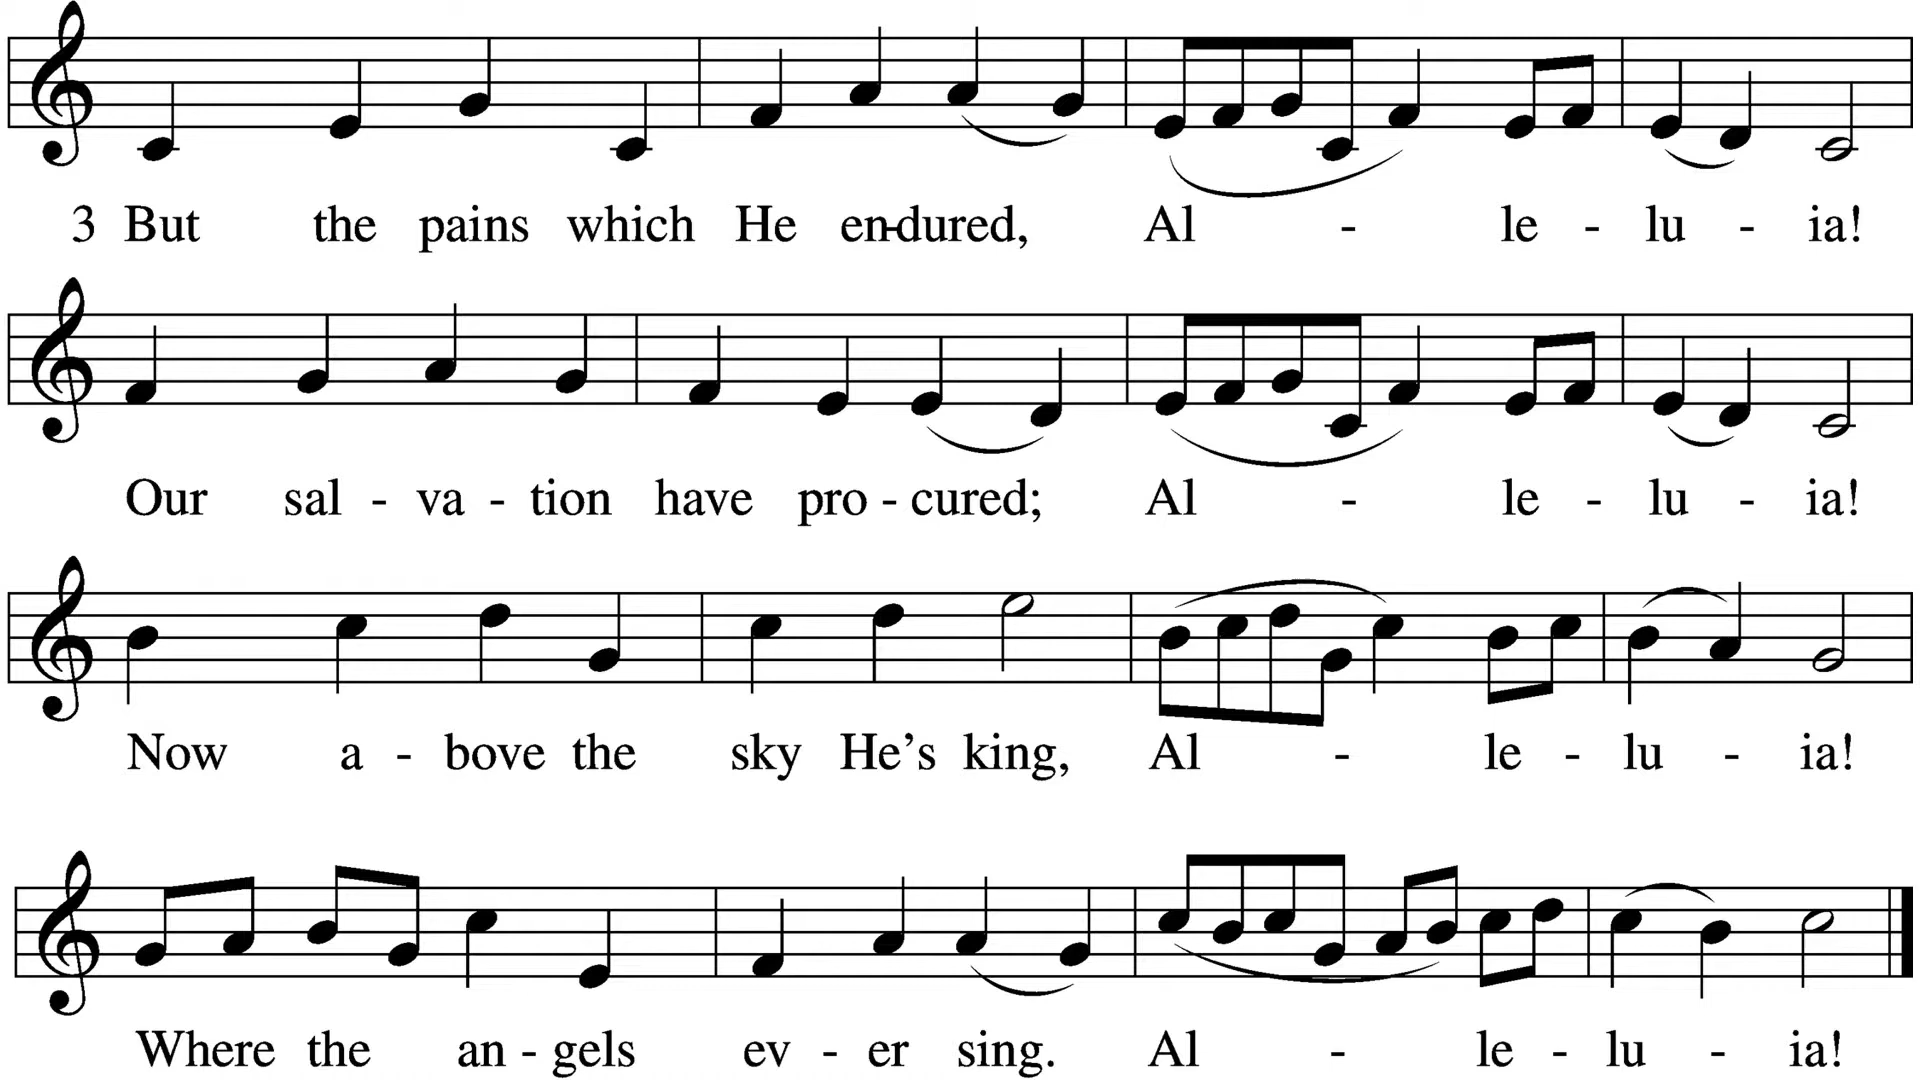 3 But the pains which He en-dured, Al - le - lu - ia!
Our sal - va - tion have pro - cured; Al - le - lu - ia!
Now a - bove the sky He’s king, Al - le - lu - ia!
Where the an - gels ev - er sing. Al - le - lu - ia!